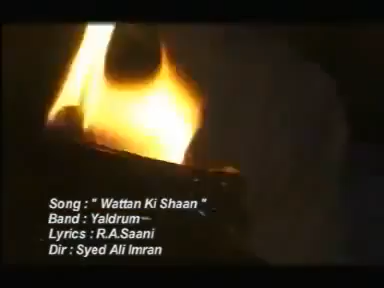 Song : " Wattan Ki Shaan "
Band : Yaldrum
Lyrics : R.A.Saani
Dir : Syed Ali Imran